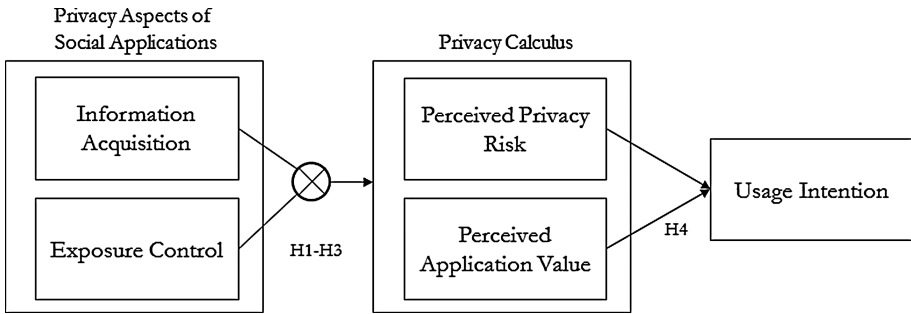 Privacy Aspects of
Social Applications
Information
Acquisition
Exposure Control
H1-H3
Privacy Calculus
Perceived Privacy
Risk
Perceived
Application Value
H4
Usage Intention